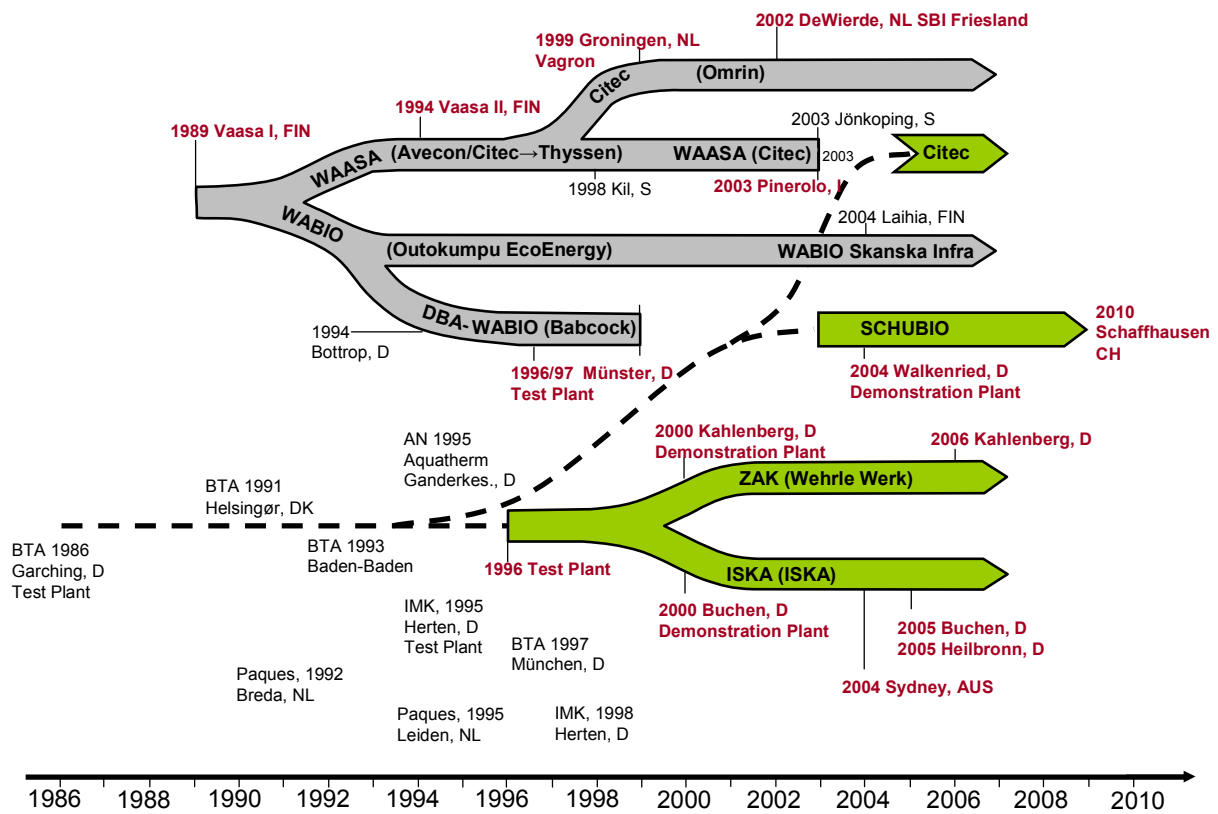 2002 DeWierde, NL SBI Friesland
1999 Groningen, NL
Vagron
(Omrin)
Citec
1994 Vaasa II, FIN
1989 Vaasa I, FIN
2003 Jönkoping, S
WAASA
(Avecon/Citec→Thyssen)
WAASA (Citec)
2003
Citec
1998 Kil, S
2003 Pinerolo, I
WABIO
2004 Laihia, FIN
(Outokumpu EcoEnergy)
WABIO Skanska Infra
DBA-WABIO (Babcock)
1994
Bottrop, D
SCHUBIO
2010
Schaffhausen
CH
1996/97 Münster, D
Test Plant
2004 Walkenried, D
Demonstration Plant
AN 1995
Aquatherm
Ganderkes., D
2000 Kahlenberg, D
Demonstration Plant
2006 Kahlenberg, D
ZAK (Wehrle Werk)
BTA 1991
Helsingør, DK
BTA 1986
Garching, D
Test Plant
BTA 1993
Baden-Baden
1996 Test Plant
ISKA (ISKA)
IMK, 1995
Herten, D
Test Plant
2000 Buchen, D
Demonstration Plant
2005 Buchen, D
2005 Heilbronn, D
BTA 1997
München, D
2004 Sydney, AUS
Paques, 1992
Breda, NL
Paques, 1995
Leiden, NL
IMK, 1998
Herten, D
1986 1988 1990 1992 1994 1996 1998 2000 2002 2004 2006 2008 2010